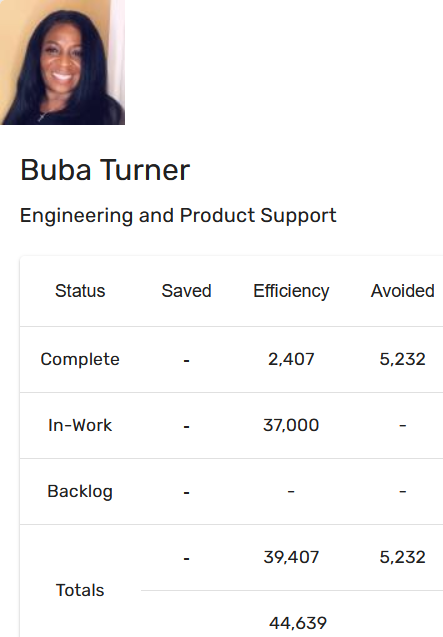 Buba Turner
Engineering and Product Support
Status Saved Efficiency Avoided
Complete - 2,407 5,232
In-Work - 37,000 -
Backlog - - -
- 39,407 5,232
Totals
44,639